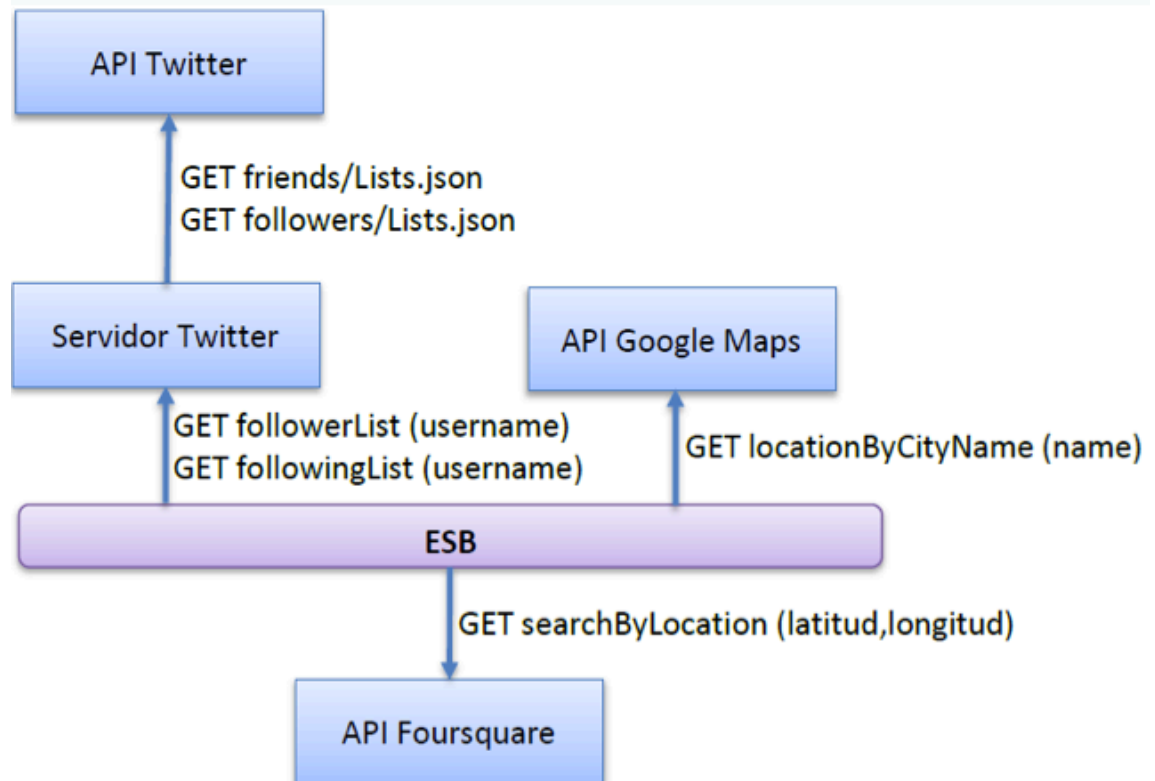 API Twitter
GET friends/Lists.json
GET followers/Lists.json
Servidor Twitter
API Google Maps
GET followerList (username)
GET followingList (username)
GET locationByCityName (name)
ESB
GET searchByLocation (latitud,longitud)
API Foursquare